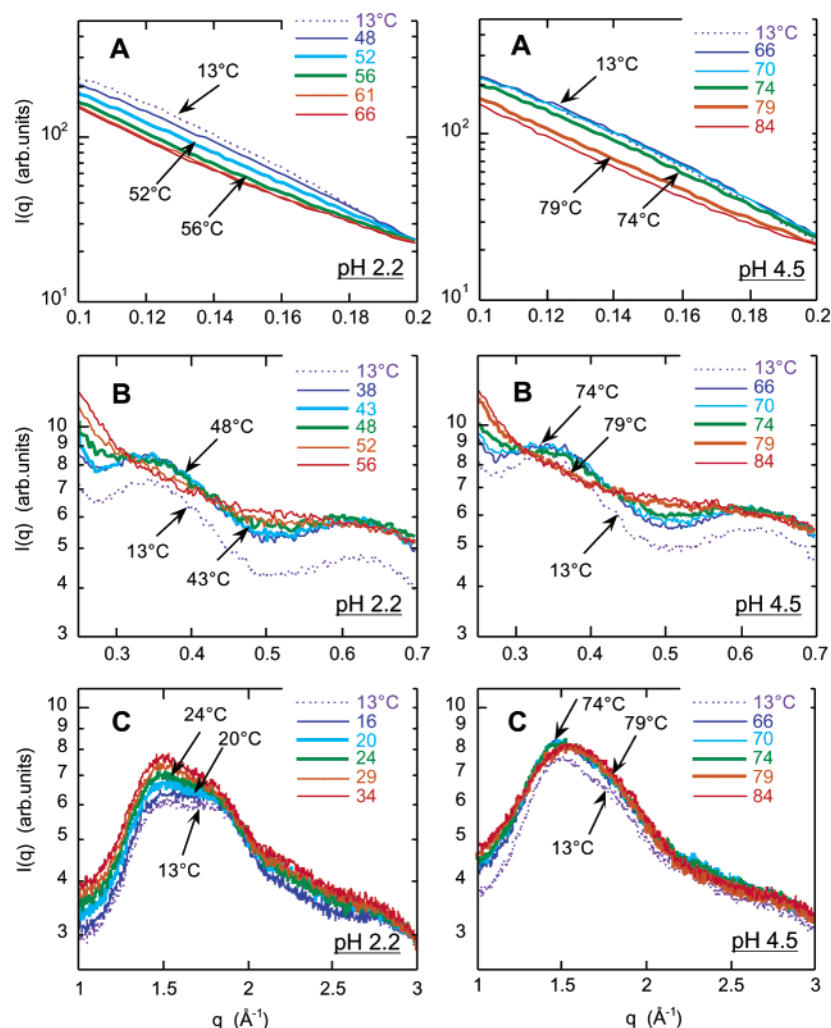 A
13°C
48
52
56
61
66
13°C
52°C
56°C
pH 2.2
10²
10¹
I(q) (arb.units)
0.1 0.12 0.14 0.16 0.18 0.2
A
13°C
66
70
74
79
84
13°C
79°C
74°C
pH 4.5
10²
10¹
0.1 0.12 0.14 0.16 0.18 0.2
B
13°C
38
43
48
52
56
48°C
13°C
43°C
pH 2.2
10
9
8
7
6
5
4
3
I(q) (arb.units)
0.3 0.4 0.5 0.6 0.7
B
13°C
66
70
74
79
84
74°C
79°C
13°C
pH 4.5
10
9
8
7
6
5
4
3
0.3 0.4 0.5 0.6 0.7
C
13°C
16
20
24
29
34
24°C
20°C
13°C
pH 2.2
10
9
8
7
6
5
4
3
I(q) (arb.units)
1 1.5 2 2.5 3
q (Å⁻¹)
C
13°C
66
70
74
79
84
74°C
79°C
13°C
pH 4.5
10
9
8
7
6
5
4
3
1 1.5 2 2.5 3
q (Å⁻¹)